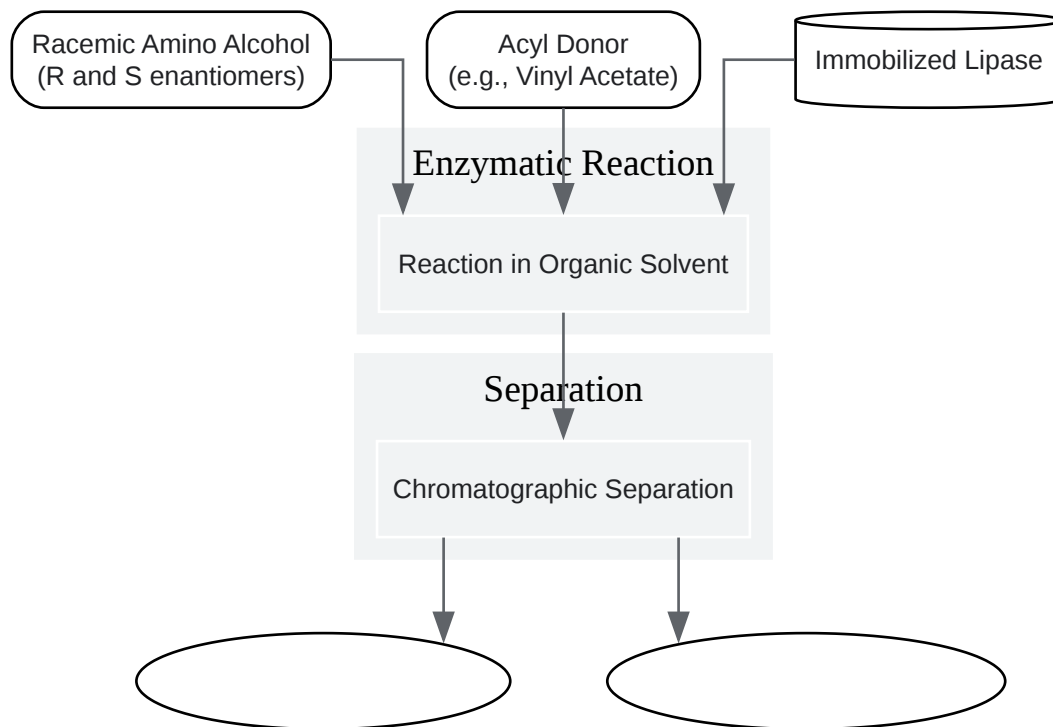 Racemic Amino Alcohol
(R and S enantiomers)
Acyl Donor
(e.g., Vinyl Acetate)
Immobilized Lipase
Enzymatic Reaction
Reaction in Organic Solvent
Separation
Chromatographic Separation